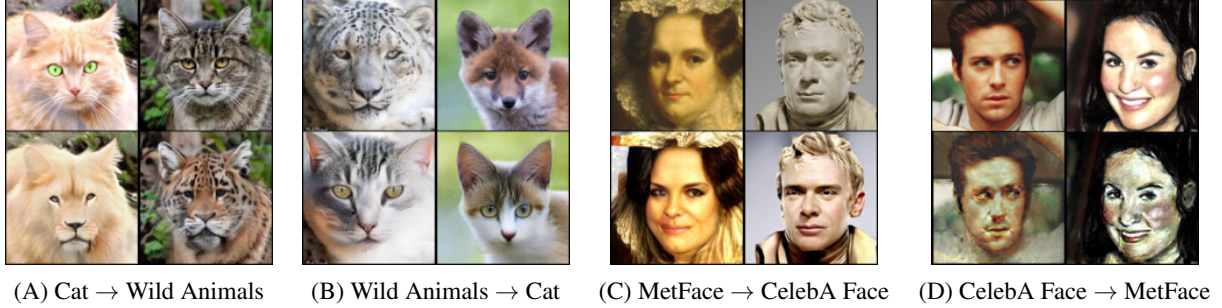 (A) Cat → Wild Animals
(B) Wild Animals → Cat
(C) MetFace → CelebA Face
(D) CelebA Face → MetFace